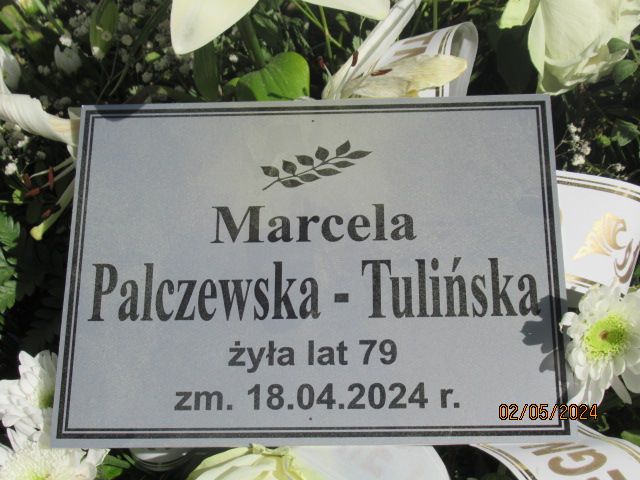 Marcela
Palczewska - Tulińska
żyła lat 79
zm. 18.04.2024 r.
02/05/2024